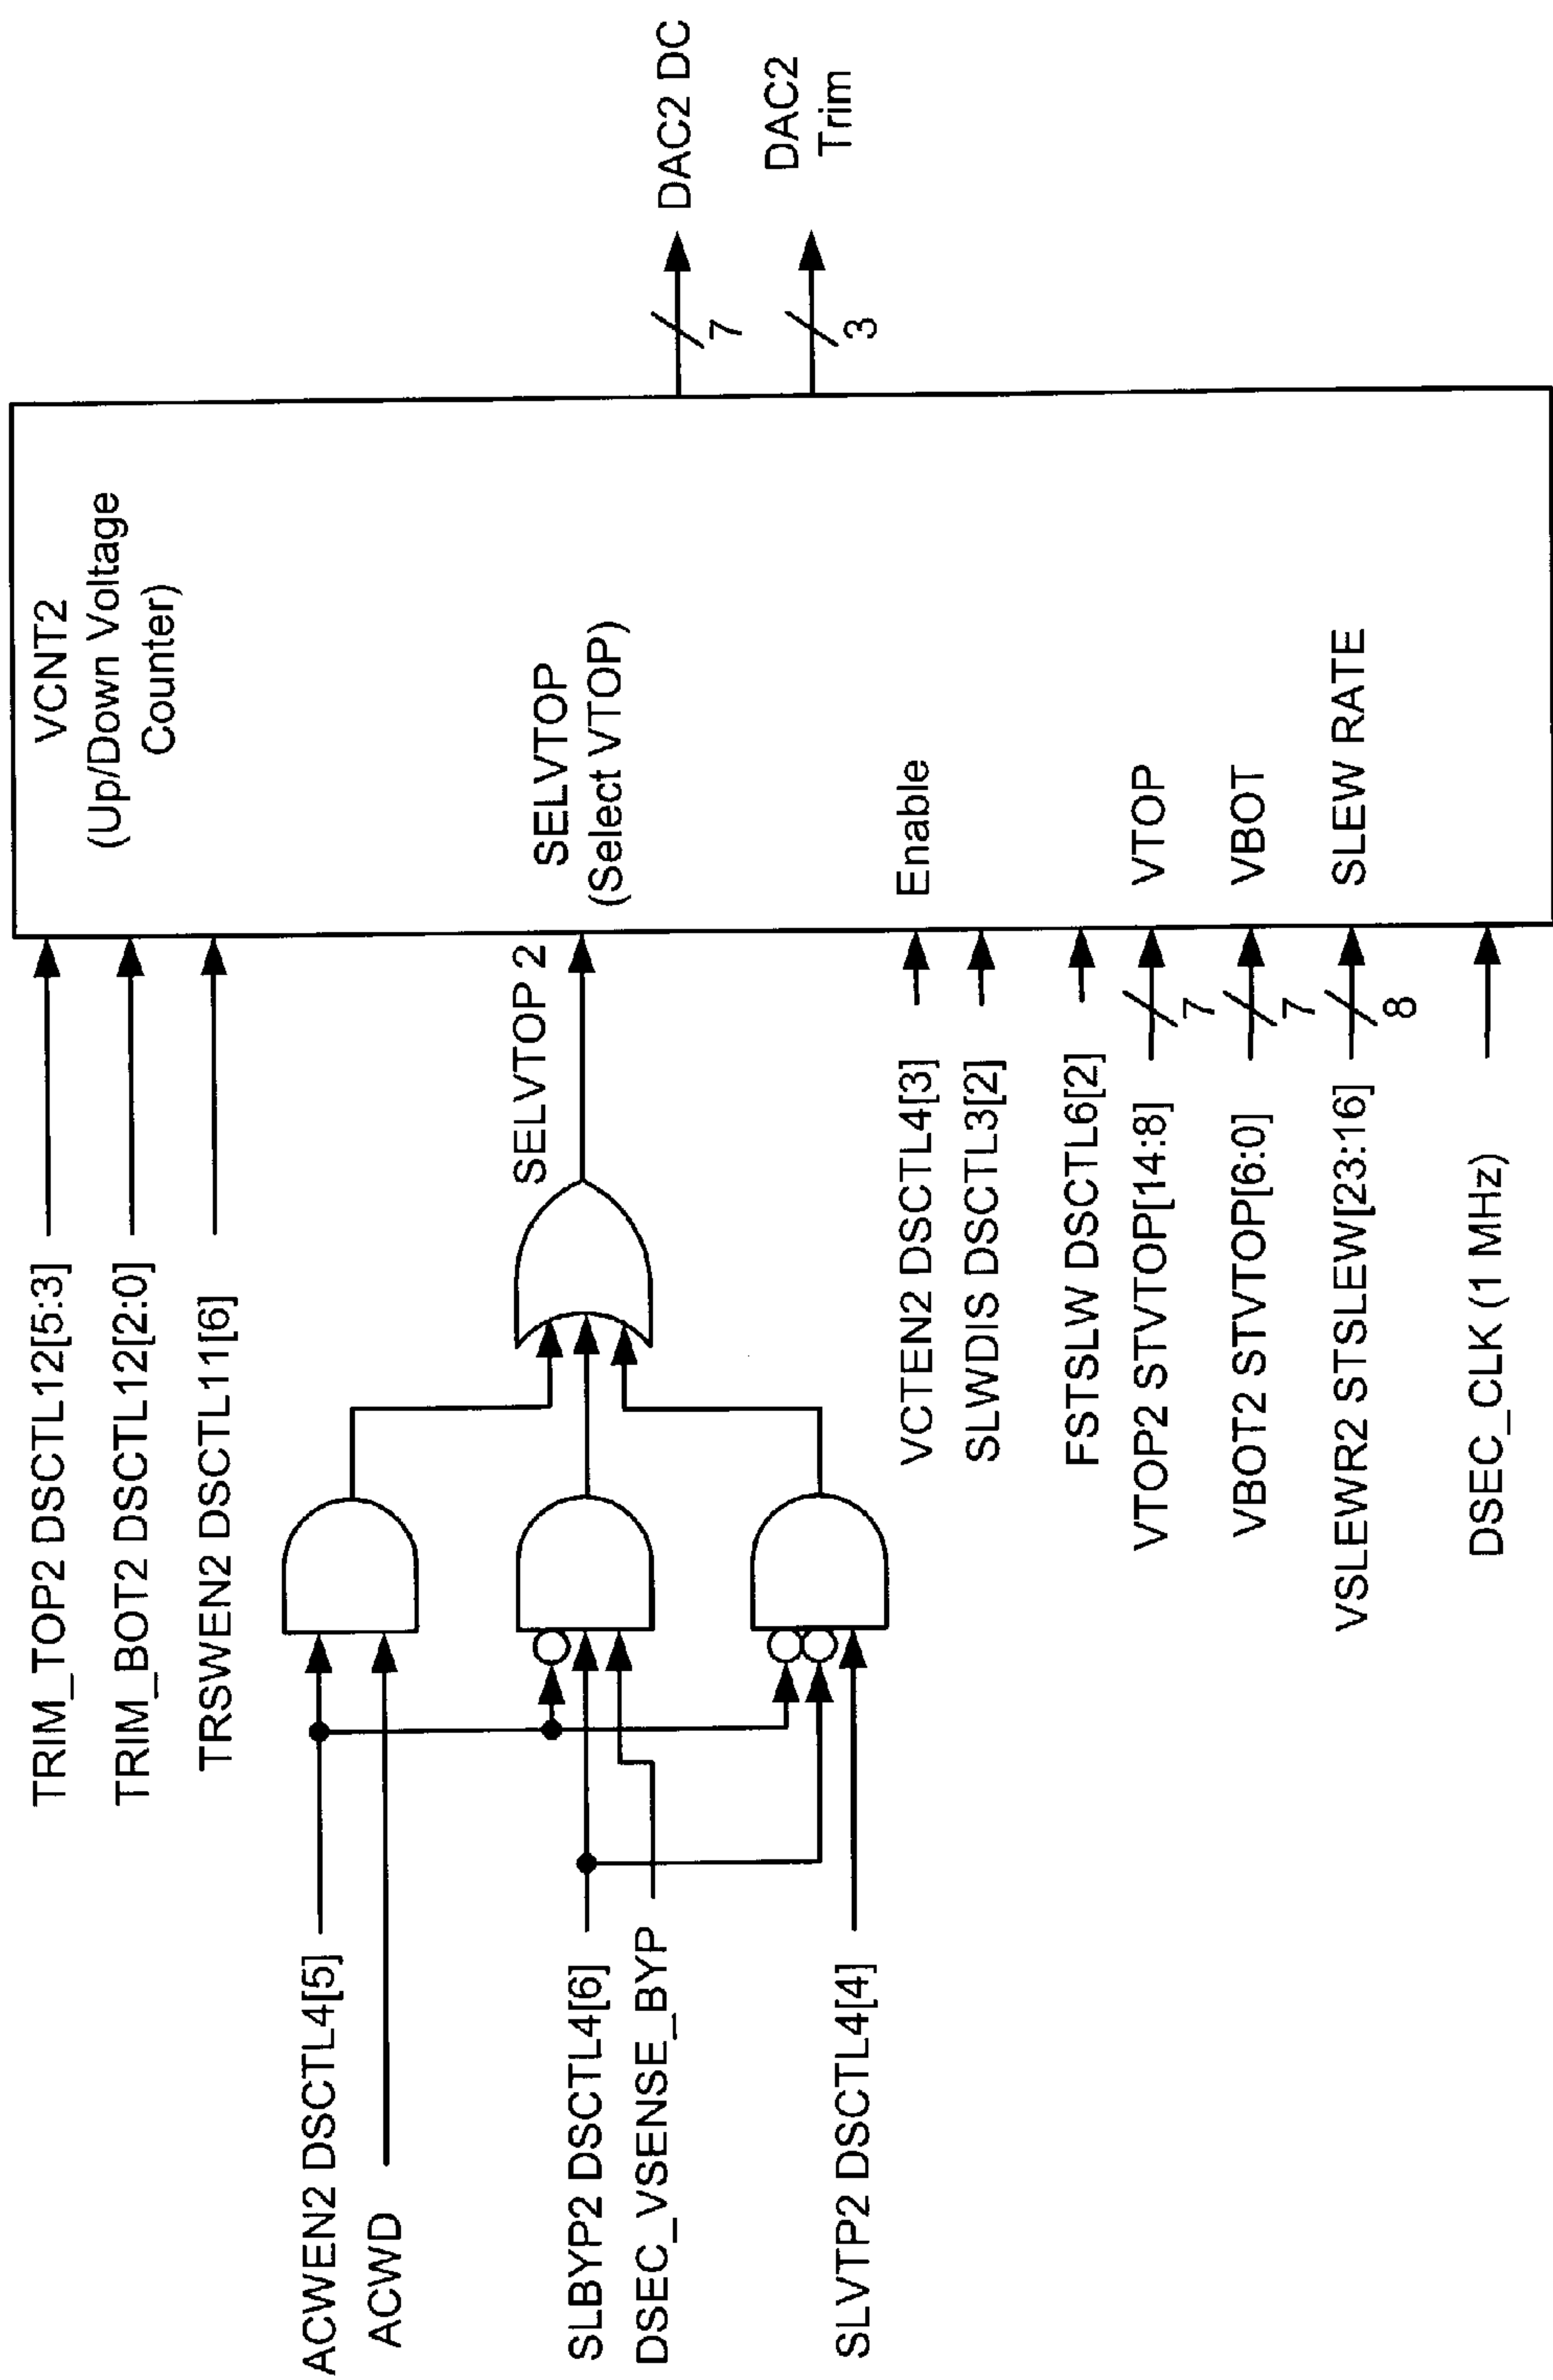 TRIM_TOP2 DSCTL12[5:3]
TRIM_BOT2 DSCTL12[2:0]
TRSWEN2 DSCTL11[6]
VCNT2
(Up/Down Voltage
Counter)
ACWEN2 DSCTL4[5]
ACWD
SLBYP2 DSCTL4[6]
DSEC_VSENSE_BYP
SLVTP2 DSCTL4[4]
SELVTOP 2
SELVTOP
(Select VTOP)
VCTEN2 DSCTL4[3]
Enable
SLWDIS DSCTL3[2]
FSTSLW DSCTL6[2]
VTOP2 STVTOP[14:8]
7
VTOP
VBOT2 STVTOP[6:0]
7
VBOT
VSLEWR2 STSLEW[23:16]
8
SLEW RATE
DSEC_CLK (1 MHz)
7
DAC2 DC
3
DAC2
Trim